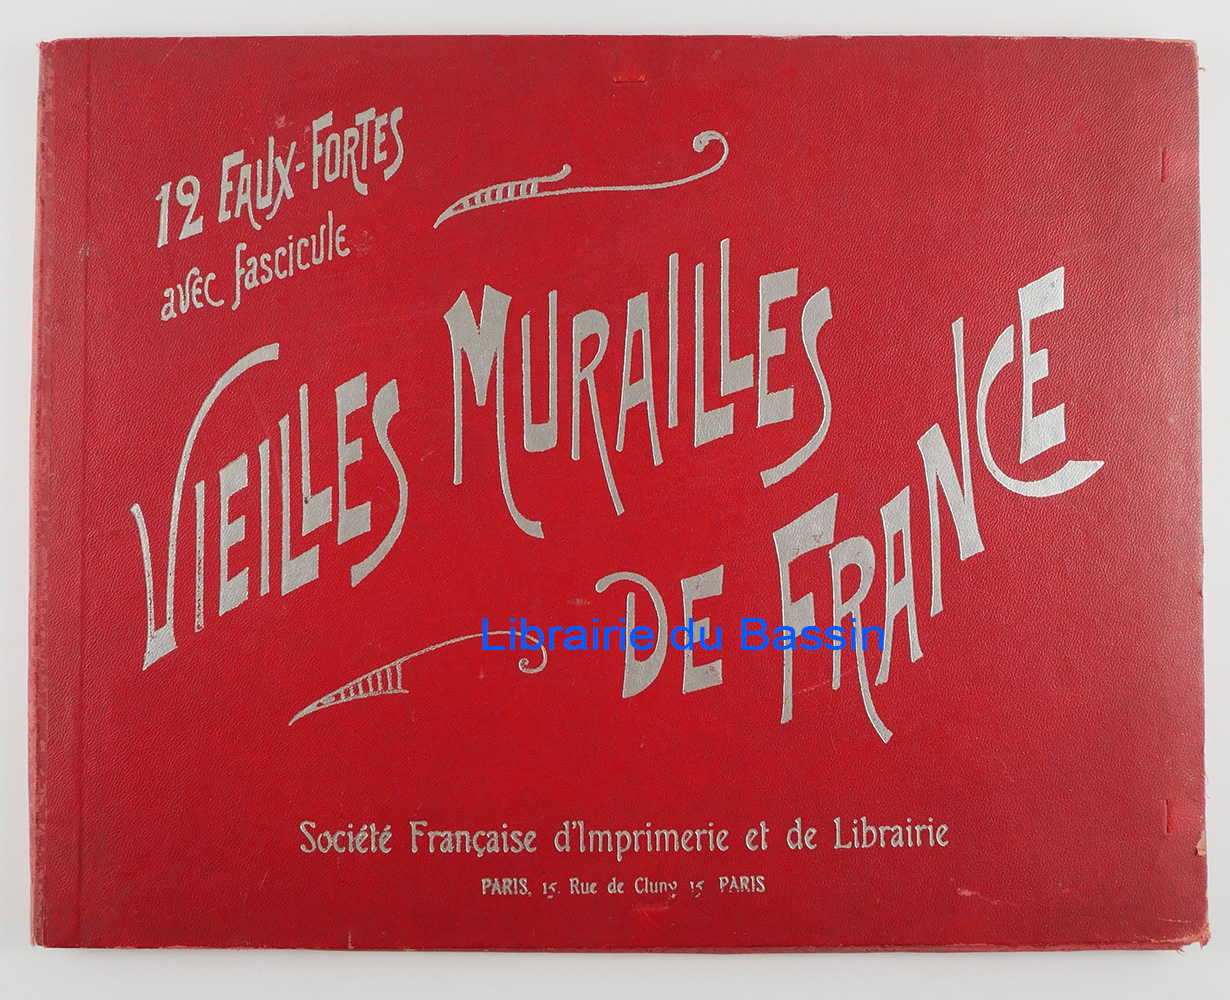 12 EAUX-FORTES
avec fascicule
VIEILLES MURAILLES
DE FRANCE
Librairie du Bassin
Société Française d'Imprimerie et de Librairie
PARIS, 15, Rue de Cluny 15 PARIS